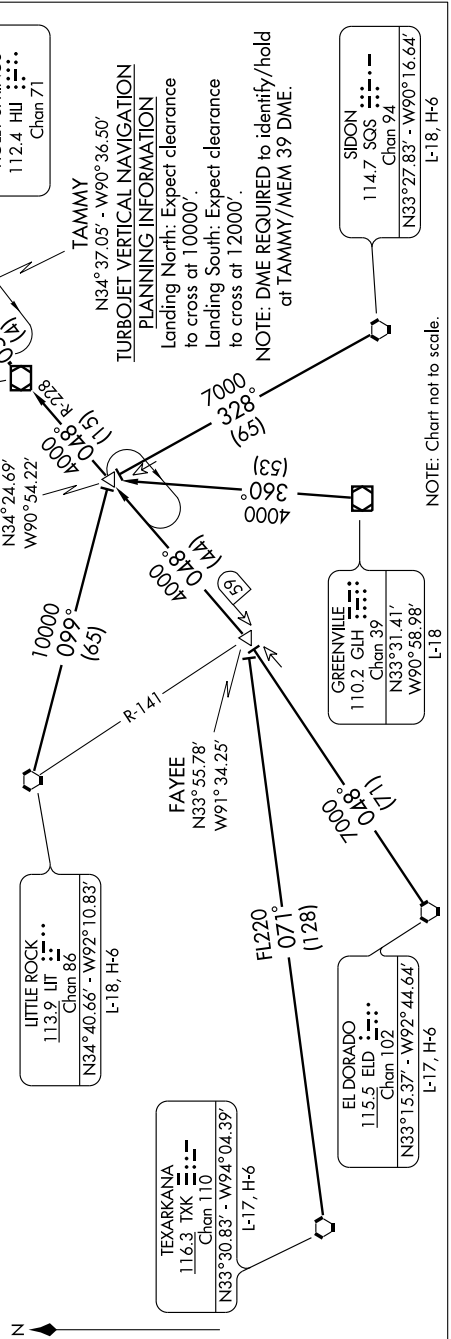 112.4 HLI
Chan 71
TAMMY
N34°37.05' - W90°36.50'
TURBOJET VERTICAL NAVIGATION
PLANNING INFORMATION
Landing North: Expect clearance
to cross at 10000'.
Landing South: Expect clearance
to cross at 12000'.
NOTE: DME REQUIRED to identify/hold
at TAMMY/MEM 39 DME.
SIDON
114.7 SQS
Chan 94
N33°27.83' - W90°16.64'
L-18, H-6
(4)
R-228
4000
048°
(15)
N34°24.69'
W90°54.22'
7000
328°
(65)
4000
360°
(53)
10000
099°
(65)
4000
048°
(44)
59
R-141
FAYEE
N33°55.78'
W91°34.25'
GREENVILLE
110.2 GLH
Chan 39
N33°31.41'
W90°58.98'
L-18
NOTE: Chart not to scale.
LITTLE ROCK
113.9 LIT
Chan 86
N34°40.66' - W92°10.83'
L-18, H-6
FL220
071°
(128)
7000
048°
(71)
TEXARKANA
116.3 TXK
Chan 110
N33°30.83' - W94°04.39'
L-17, H-6
EL DORADO
115.5 ELD
Chan 102
N33°15.37' - W92°44.64'
L-17, H-6
N